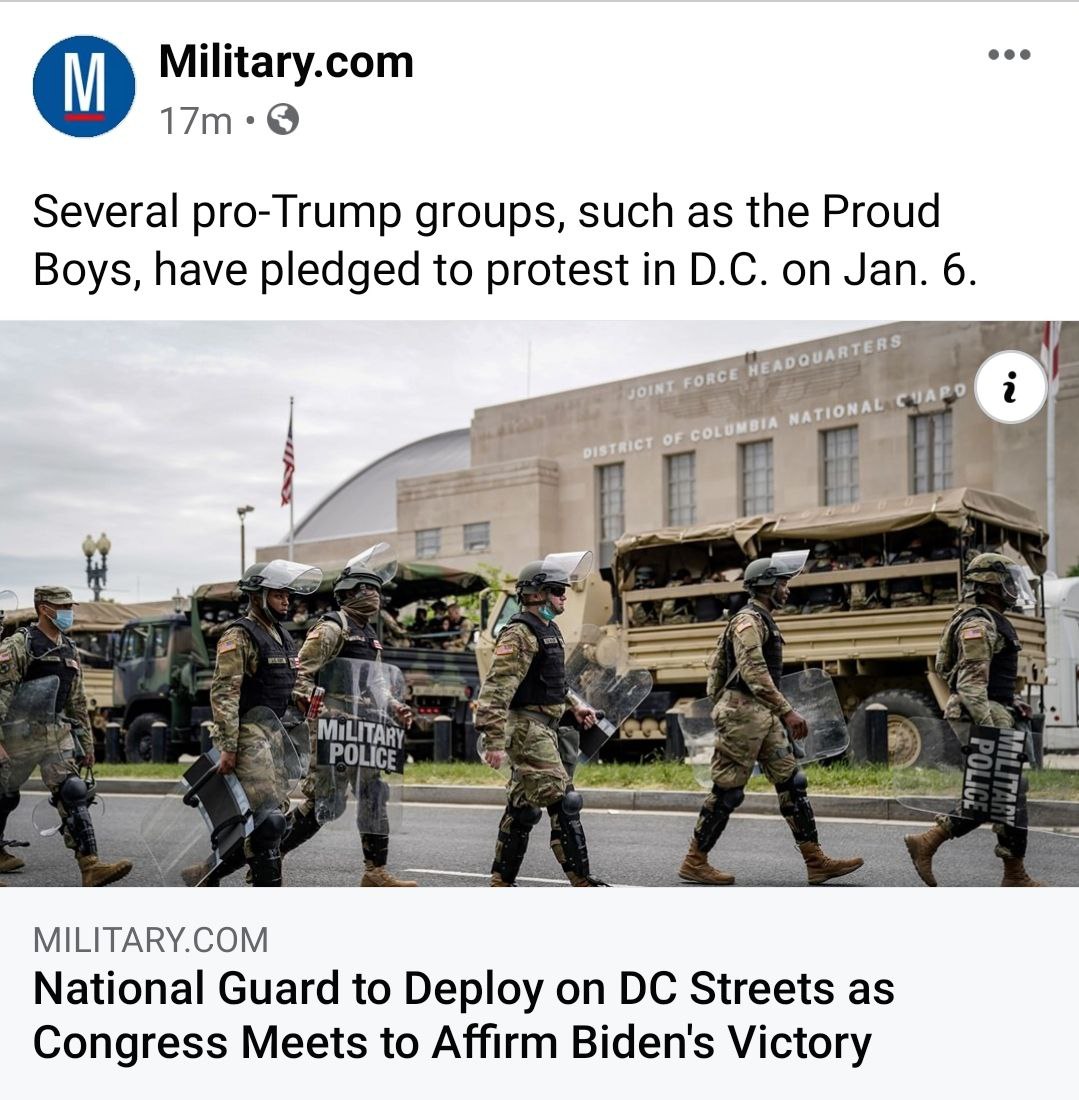 M
Military.com
17m •
Several pro-Trump groups, such as the Proud
Boys, have pledged to protest in D.C. on Jan. 6.
JOINT FORCE HEADQUARTERS
DISTRICT OF COLUMBIA NATIONAL GUARD
i
MILITARY
POLICE
MILITARY
POLICE
MILITARY.COM
National Guard to Deploy on DC Streets as
Congress Meets to Affirm Biden's Victory